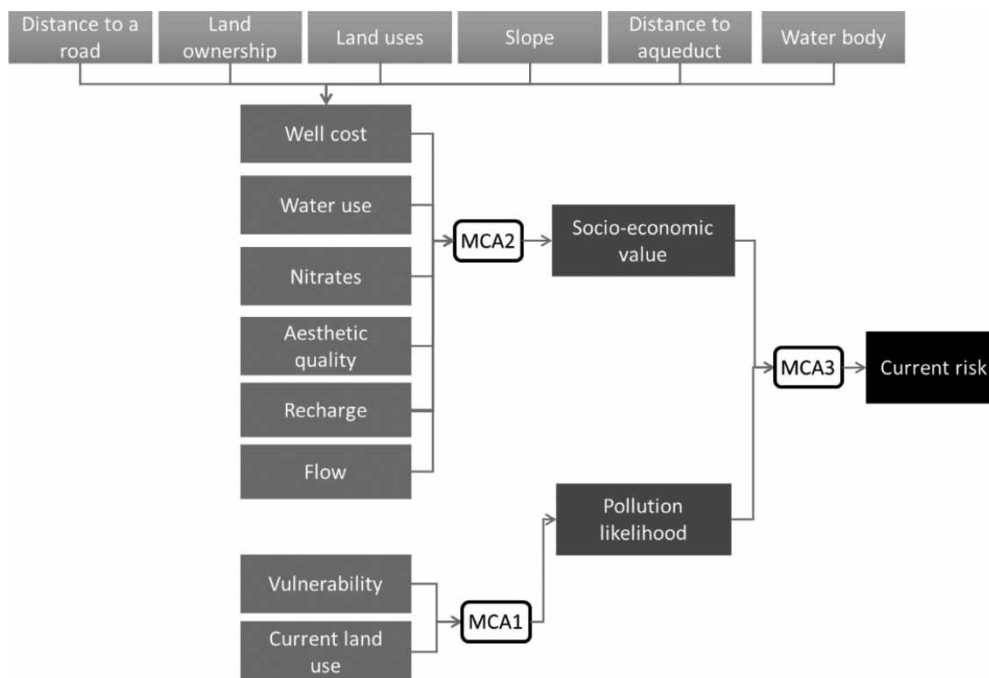 Distance to a
road
Land
ownership
Land uses
Slope
Distance to
aqueduct
Water body
Well cost
Water use
Nitrates
Aesthetic
quality
Recharge
Flow
MCA2
Socio-economic
value
MCA3
Current risk
Pollution
likelihood
Vulnerability
Current land
use
MCA1